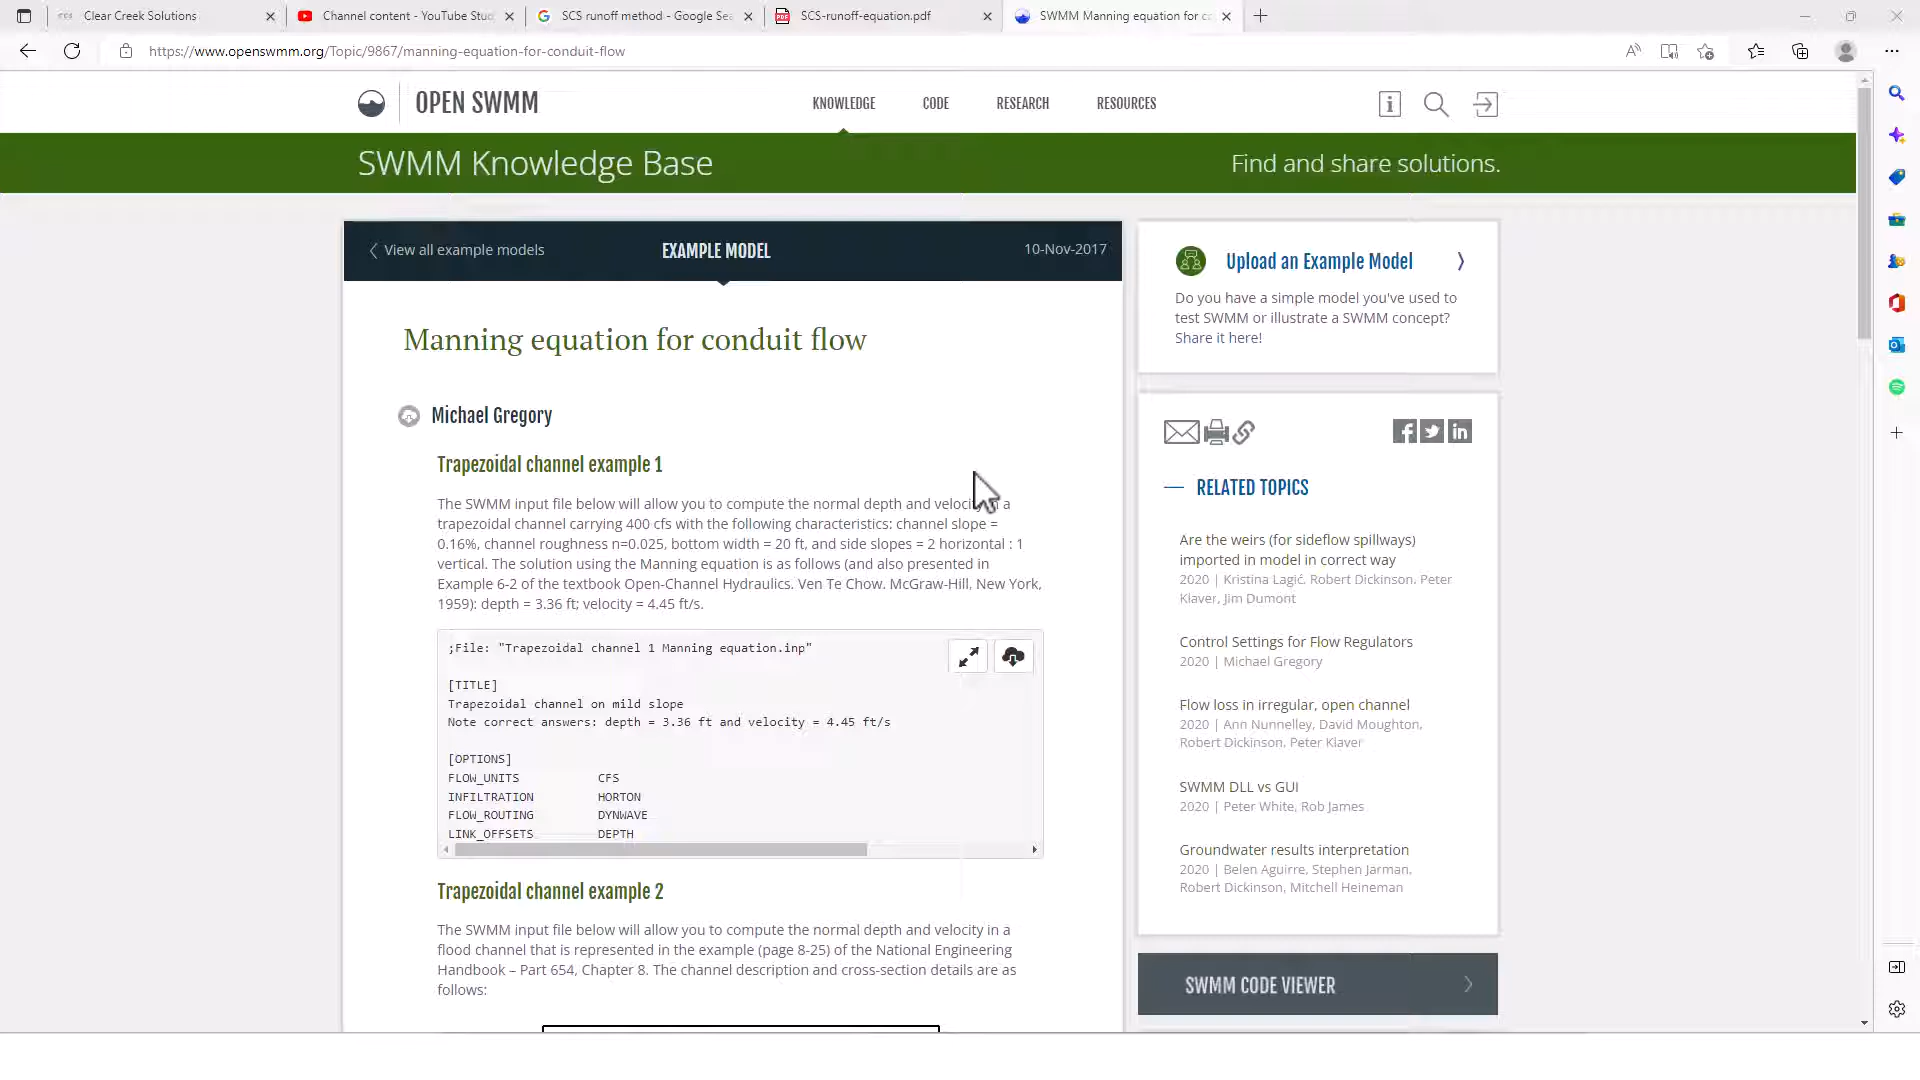 Clear Creek Solutions
Channel content - YouTube Stud
SCS runoff method - Google Sea
SCS-runoff-equation.pdf
SWMM Manning equation for co
https://www.openswmm.org/Topic/9867/manning-equation-for-conduit-flow
OPEN SWMM
KNOWLEDGE
CODE
RESEARCH
RESOURCES
SWMM Knowledge Base
Find and share solutions.
View all example models
EXAMPLE MODEL
10-Nov-2017
Manning equation for conduit flow
Michael Gregory
Trapezoidal channel example 1
The SWMM input file below will allow you to compute the normal depth and velocity in a
trapezoidal channel carrying 400 cfs with the following characteristics: channel slope =
0.16%, channel roughness n=0.025, bottom width = 20 ft, and side slopes = 2 horizontal : 1
vertical. The solution using the Manning equation is as follows (and also presented in
Example 6-2 of the textbook Open-Channel Hydraulics. Ven Te Chow. McGraw-Hill, New York,
1959): depth = 3.36 ft; velocity = 4.45 ft/s.
;File: "Trapezoidal channel 1 Manning equation.inp"
[TITLE]
Trapezoidal channel on mild slope
Note correct answers: depth = 3.36 ft and velocity = 4.45 ft/s
[OPTIONS]
FLOW_UNITS CFS
INFILTRATION HORTON
FLOW_ROUTING DYNWAVE
LINK_OFFSETS DEPTH
Trapezoidal channel example 2
The SWMM input file below will allow you to compute the normal depth and velocity in a
flood channel that is represented in the example (page 8-25) of the National Engineering
Handbook – Part 654, Chapter 8. The channel description and cross-section details are as
follows:
Upload an Example Model
Do you have a simple model you've used to
test SWMM or illustrate a SWMM concept?
Share it here!
RELATED TOPICS
Are the weirs (for sideflow spillways)
imported in model in correct way
2020 | Kristina Lagić, Robert Dickinson, Peter
Klaver, Jim Dumont
Control Settings for Flow Regulators
2020 | Michael Gregory
Flow loss in irregular, open channel
2020 | Ann Nunnelley, David Moughton,
Robert Dickinson, Peter Klaver
SWMM DLL vs GUI
2020 | Peter White, Rob James
Groundwater results interpretation
2020 | Belen Aguirre, Stephen Jarman,
Robert Dickinson, Mitchell Heineman
SWMM CODE VIEWER